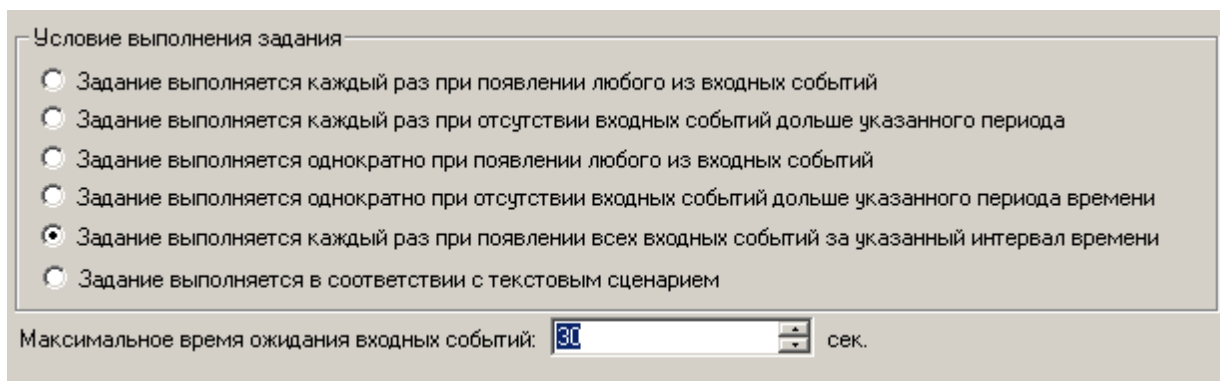 Условие выполнения задания
Задание выполняется каждый раз при появлении любого из входных событий
Задание выполняется каждый раз при отсутствии входных событий дольше указанного периода
Задание выполняется однократно при появлении любого из входных событий
Задание выполняется однократно при отсутствии входных событий дольше указанного периода времени
Задание выполняется каждый раз при появлении всех входных событий за указанный интервал времени
Задание выполняется в соответствии с текстовым сценарием
Максимальное время ожидания входных событий: 30 сек.